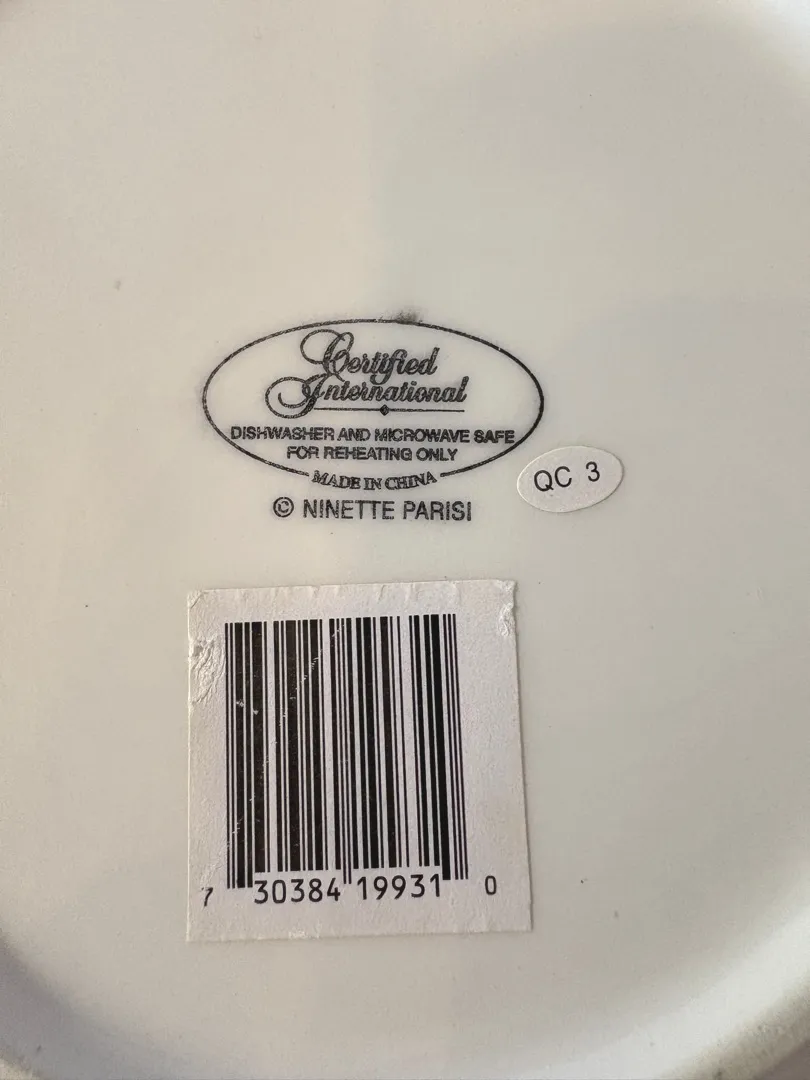 Certified
International
DISHWASHER AND MICROWAVE SAFE
FOR REHEATING ONLY
MADE IN CHINA
© NINETTE PARISI
QC 3
7 30384 19931 0